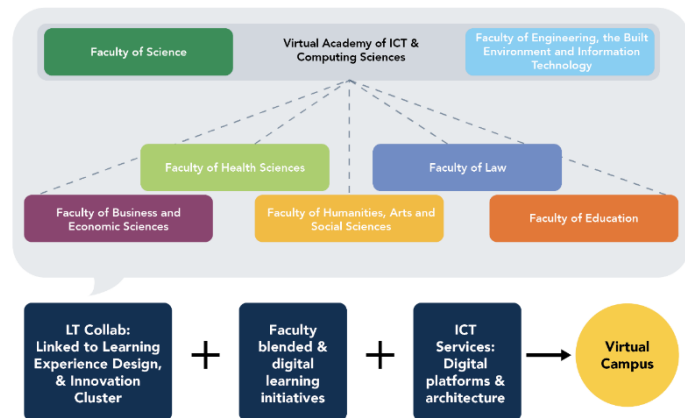 Faculty of Science
Virtual Academy of ICT &
Computing Sciences
Faculty of Engineering, the Built
Environment and Information
Technology
Faculty of Health Sciences
Faculty of Law
Faculty of Business and
Economic Sciences
Faculty of Humanities, Arts and
Social Sciences
Faculty of Education
LT Collab:
Linked to Learning
Experience Design,
& Innovation
Cluster
+
Faculty
blended &
digital
learning
initiatives
+
ICT
Services:
Digital
platforms &
architecture
Virtual
Campus